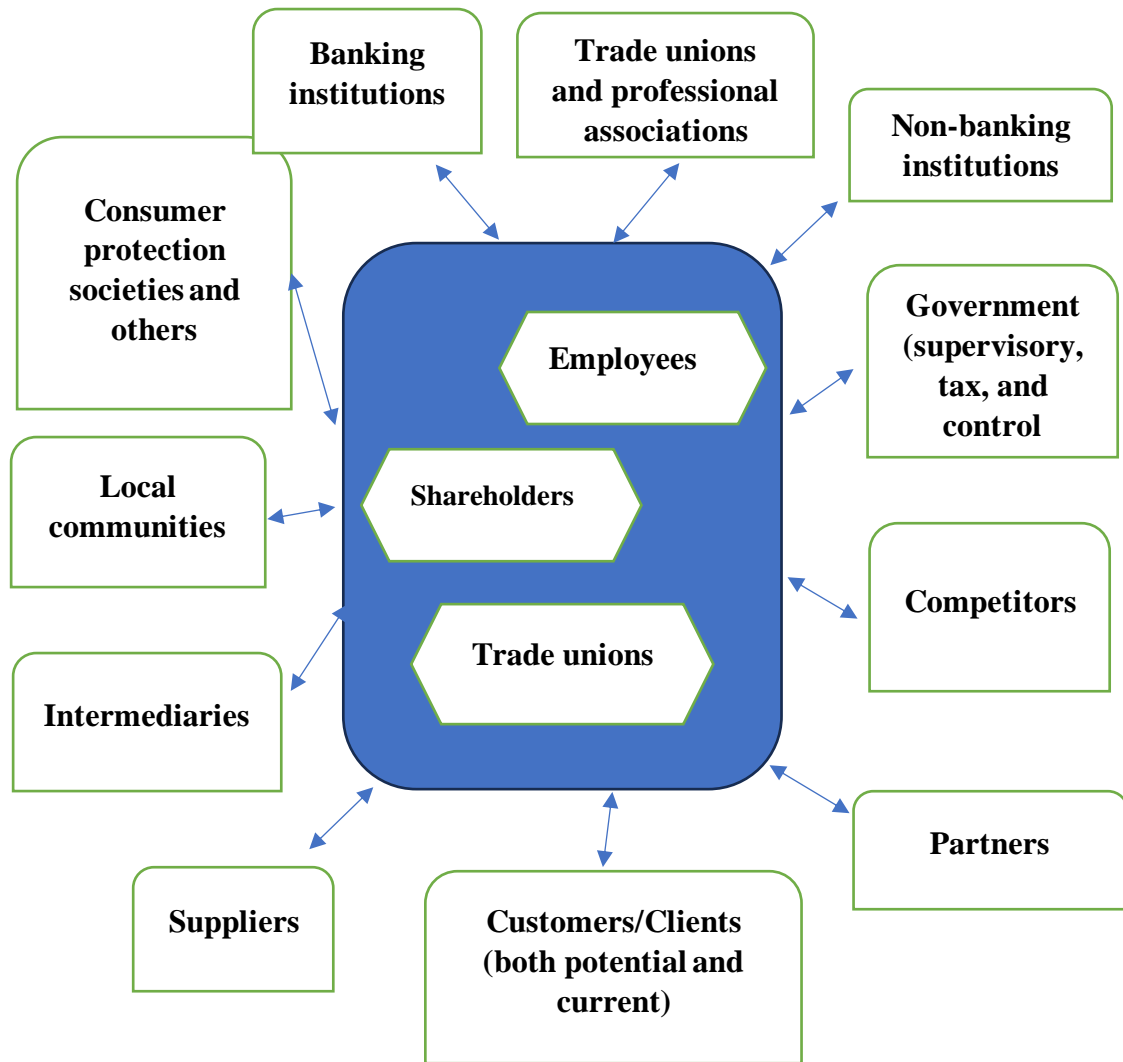 Banking
institutions
Trade unions
and professional
associations
Non-banking
institutions
Consumer
protection
societies and
others
Government
(supervisory,
tax, and
control
Employees
Local
communities
Shareholders
Competitors
Trade unions
Intermediaries
Partners
Suppliers
Customers/Clients
(both potential and
current)